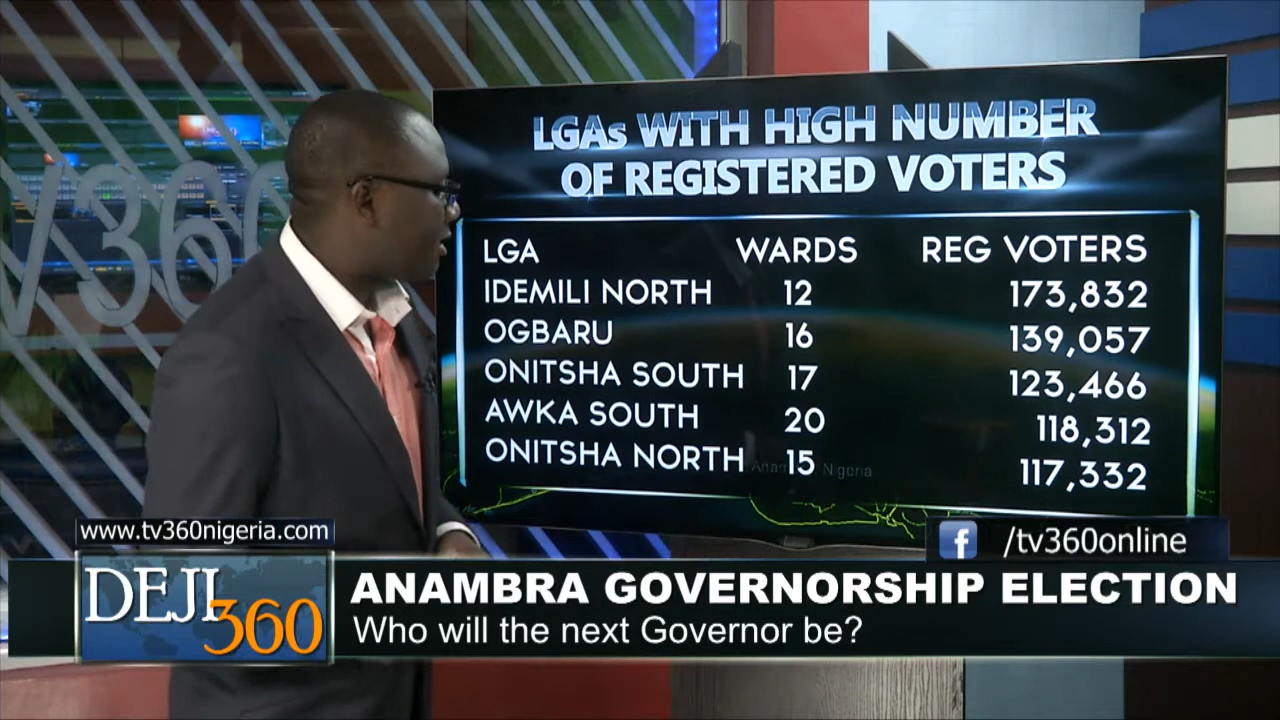 LGAs WITH HIGH NUMBER
OF REGISTERED VOTERS
LGA WARDS REG VOTERS
IDEMILI NORTH 12 173,832
OGBARU 16 139,057
ONITSHA SOUTH 17 123,466
AWKA SOUTH 20 118,312
ONITSHA NORTH 15 117,332
Nigeria
V360
www.tv360nigeria.com
f /tv360online
DEJI 360
ANAMBRA GOVERNORSHIP ELECTION
Who will the next Governor be?